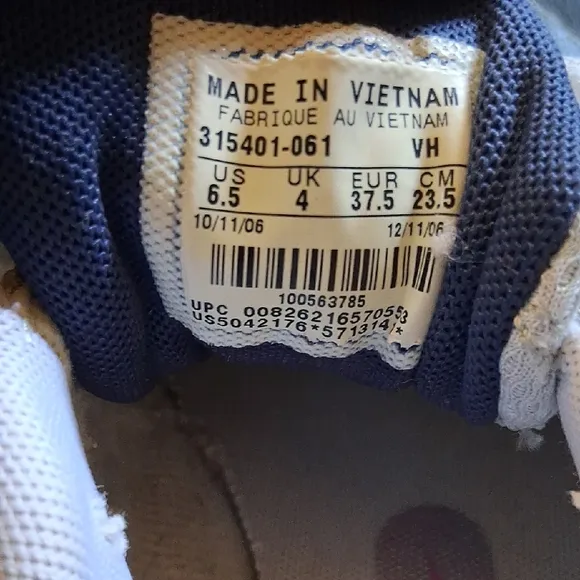 MADE IN VIETNAM
FABRIQUE AU VIETNAM
315401-061 VH
US UK EUR CM
6.5 4 37.5 23.5
10/11/06 12/11/06
100563785
UPC 00826216570553
US5042176*571314/*